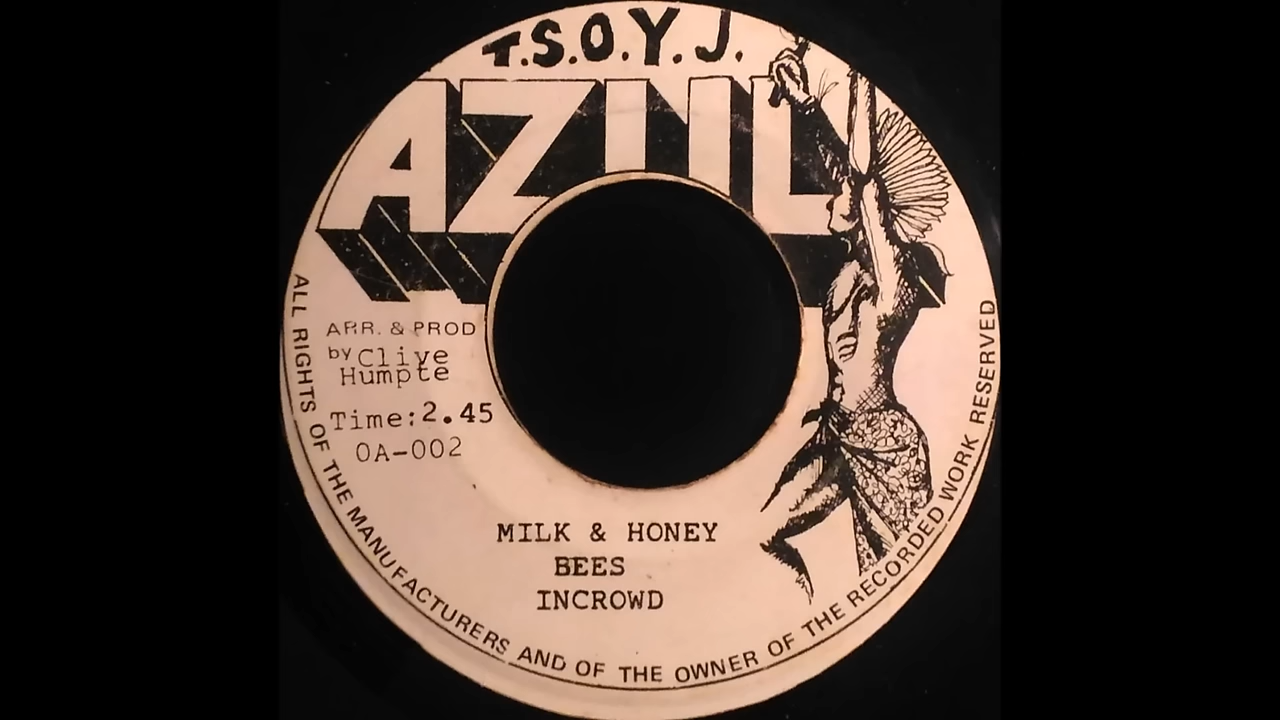 T.S.O.Y.J.
AZUL
ARR. & PROD
by Clive
Humpte
Time:2.45
OA-002
MILK & HONEY
BEES
INCROWD
ALL RIGHTS OF THE MANUFACTURERS AND OF THE OWNER OF THE RECORDED WORK RESERVED